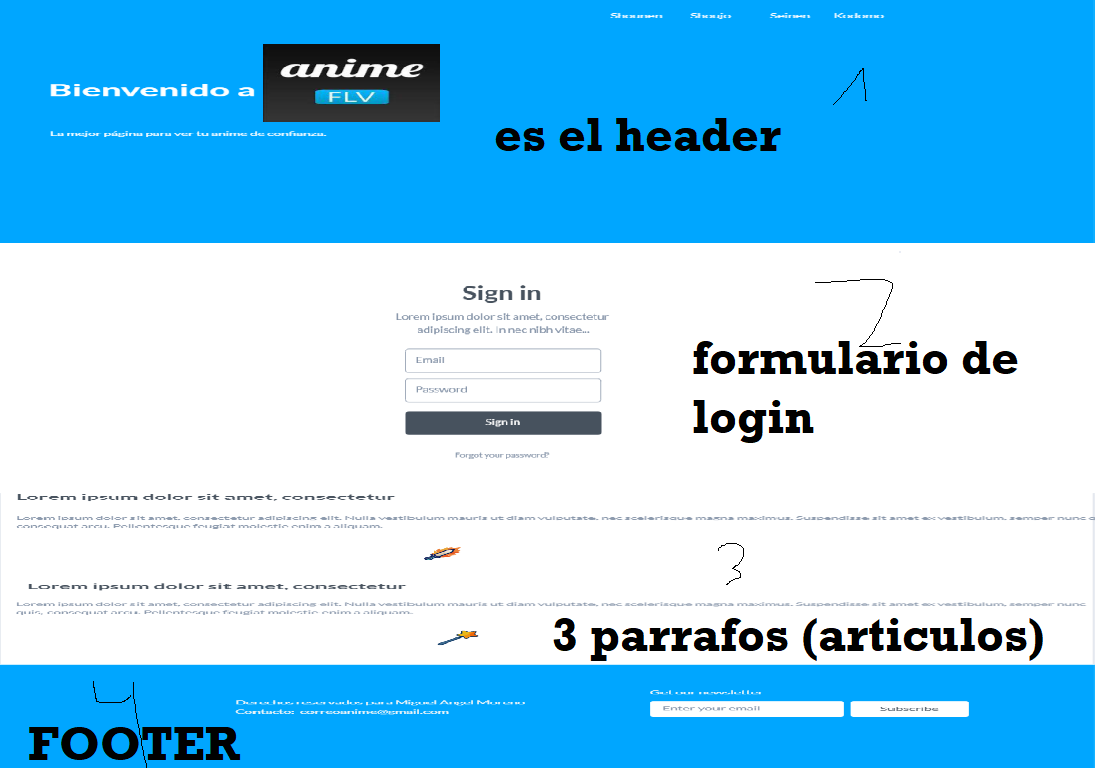 Shounen Shoujo Seinen Kodomo
1
anime
FLV
Bienvenido a
La mejor página para ver tu anime de confianza.
es el header
Sign in
Lorem ipsum dolor sit amet, consectetur
adipiscing elit. In nec nibh vitae...
Email
Password
Sign in
Forgot your password?
2
formulario de
login
Lorem ipsum dolor sit amet, consectetur
Lorem ipsum dolor sit amet, consectetur adipiscing elit. Nulla vestibulum mauris ut diam vulputate, nec scelerisque magna maximus. Suspendisse sit amet ex vestibulum, semper nunc
consequat arcu. Pellentesque feugiat molestie enim a aliquam.
3
Lorem ipsum dolor sit amet, consectetur
Lorem ipsum dolor sit amet, consectetur adipiscing elit. Nulla vestibulum mauris ut diam vulputate, nec scelerisque magna maximus. Suspendisse sit amet ex vestibulum, semper nunc
quis, consequat arcu. Pellentesque feugiat molestie enim a aliquam.
3 parrafos (articulos)
4
FOOTER
Derechos reservados para Miguel Angel Moreno
Contacto: correoanime@gmail.com
Get our newsletter
Enter your email
Subscribe